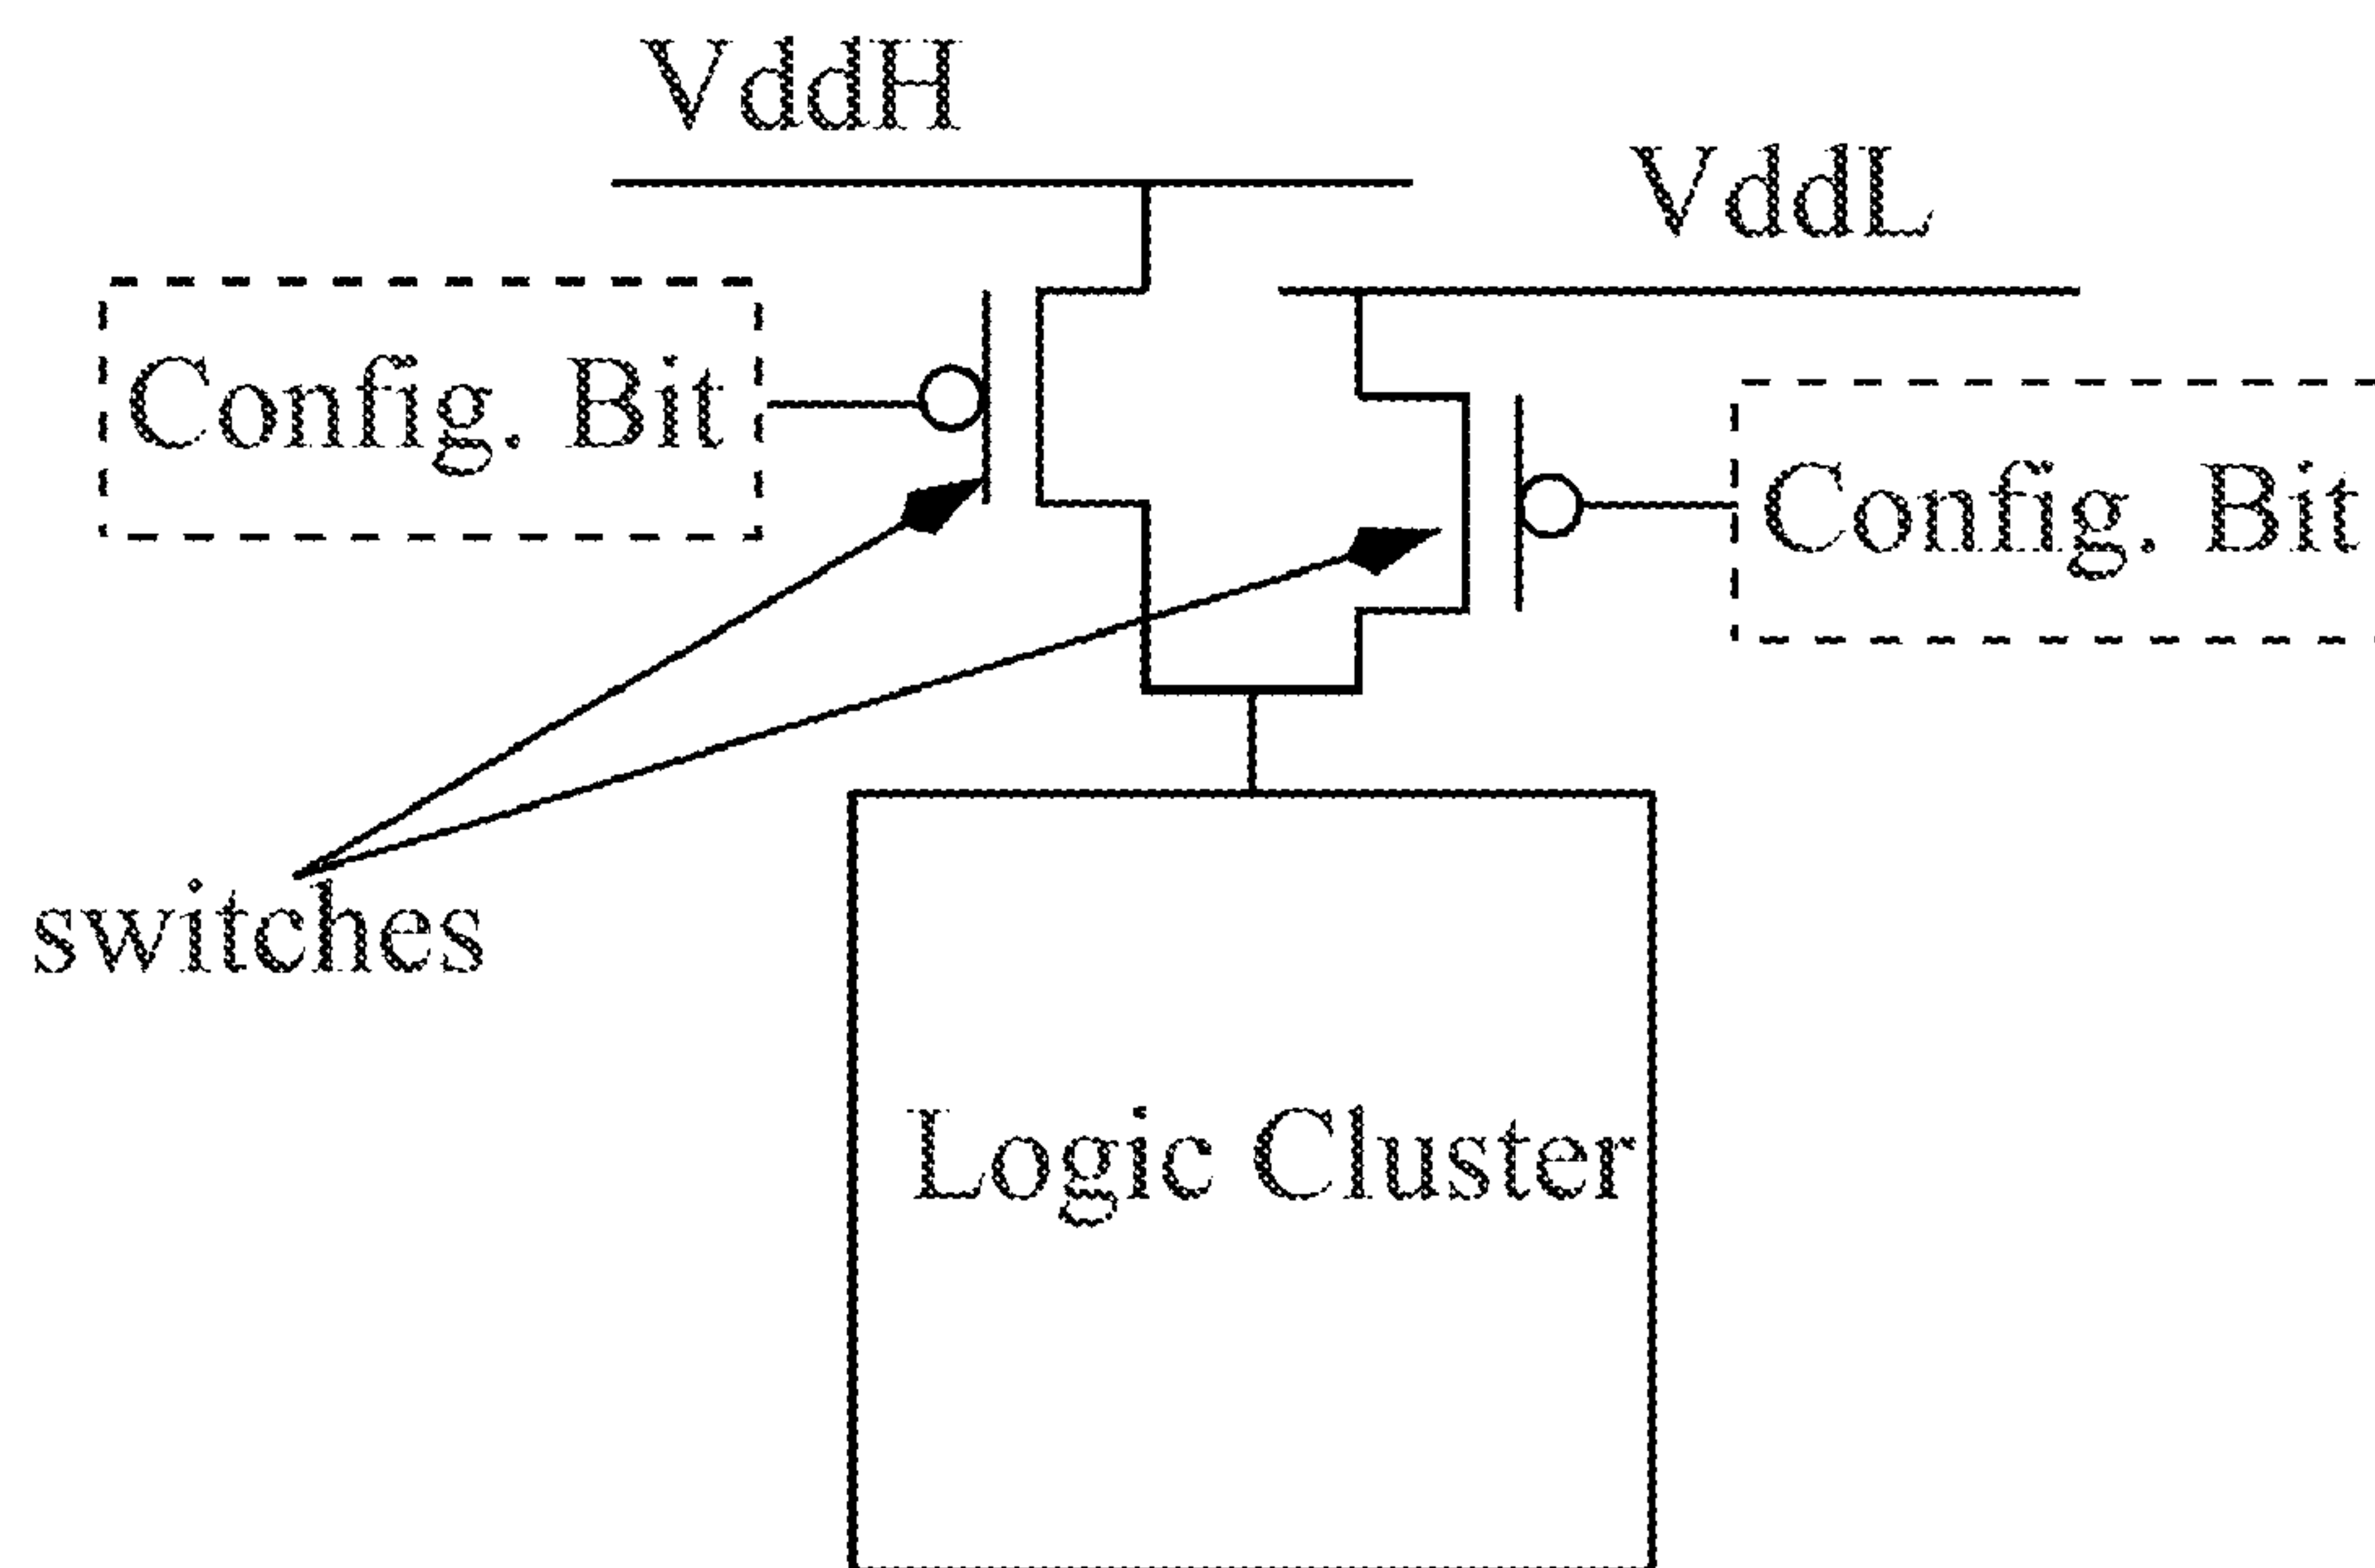 VddH
VddL
Config. Bit
Config. Bit
switches
Logic Cluster